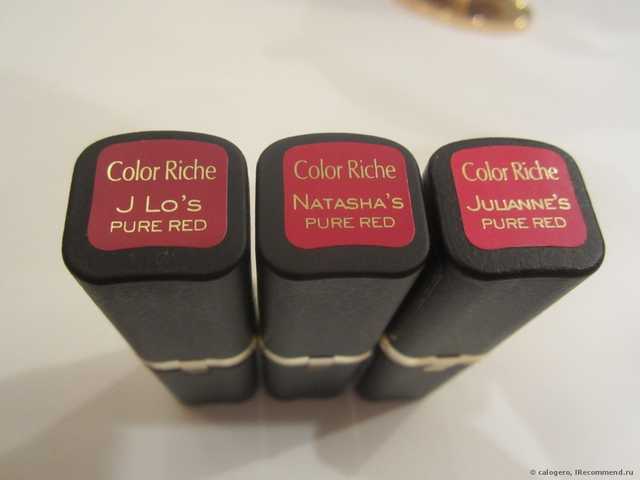 Color Riche
J Lo's
PURE RED
Color Riche
NATASHA'S
PURE RED
Color Riche
JULIANNE'S
PURE RED
© calogero, IRecommend.ru